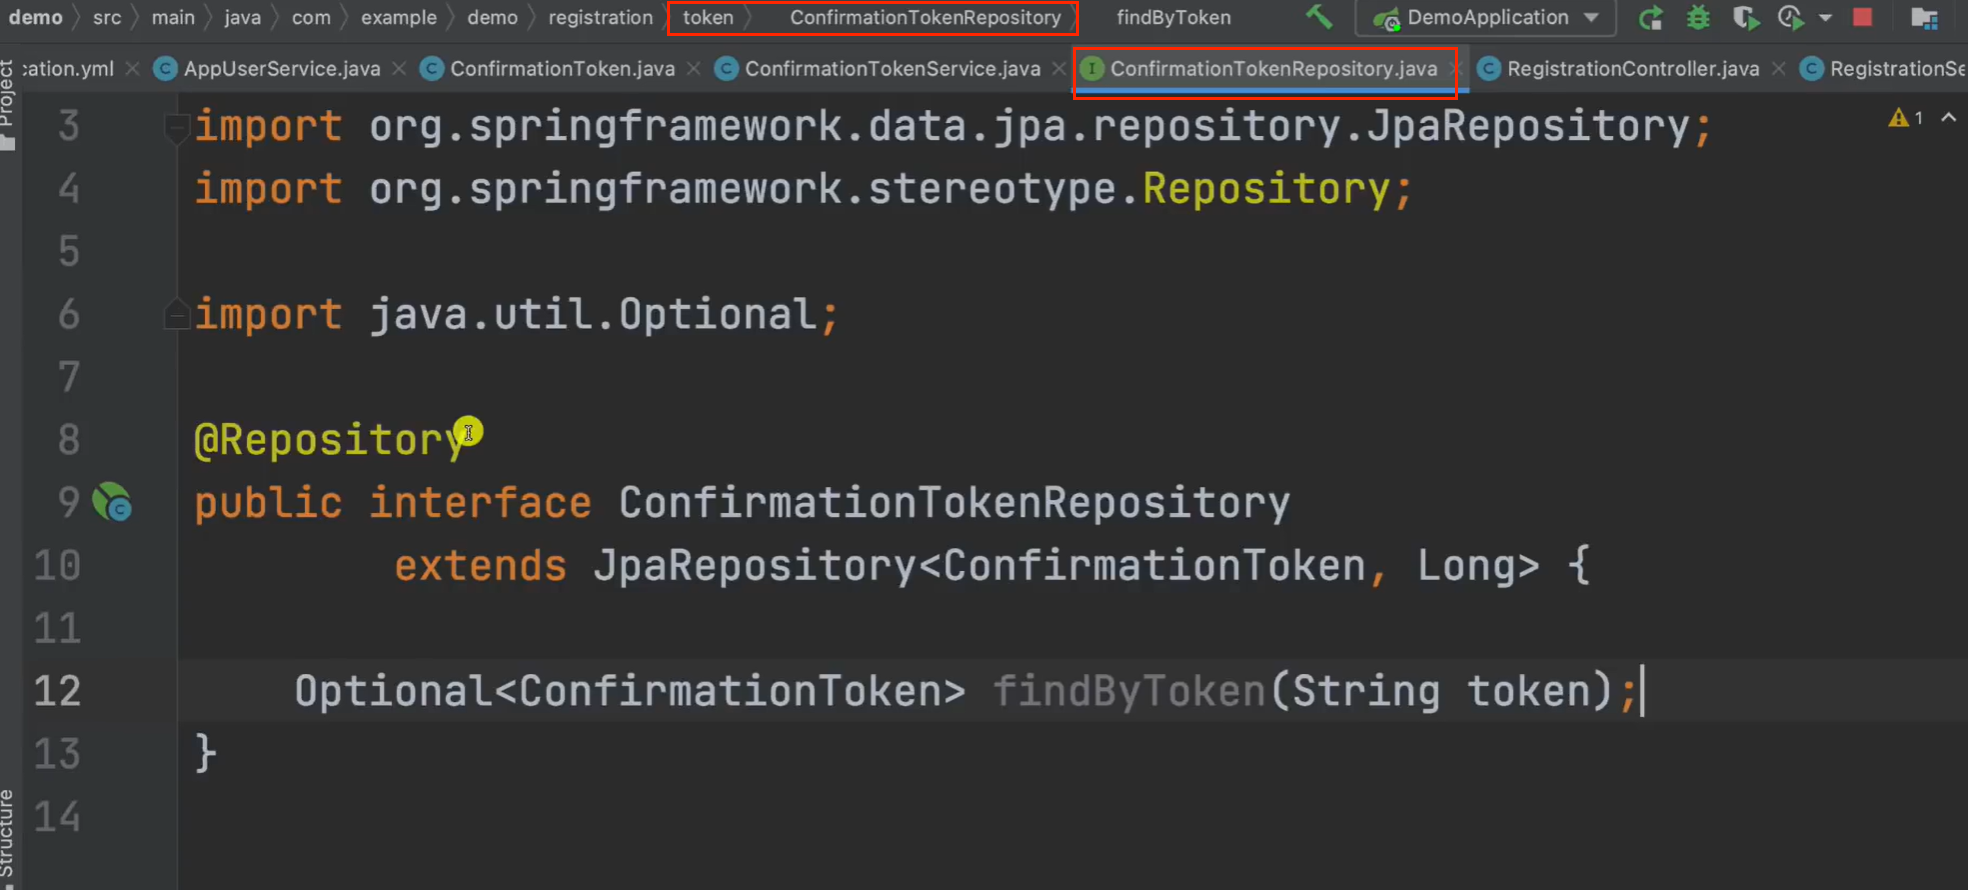 demo src main java com example demo registration token ConfirmationTokenRepository findByToken DemoApplication
cation.yml AppUserService.java ConfirmationToken.java ConfirmationTokenService.java ConfirmationTokenRepository.java RegistrationController.java RegistrationSe
Project
3 import org.springframework.data.jpa.repository.JpaRepository; 1
4 import org.springframework.stereotype.Repository;
5
6 import java.util.Optional;
7
8 @Repository
9 public interface ConfirmationTokenRepository
10 extends JpaRepository<ConfirmationToken, Long> {
11
12 Optional<ConfirmationToken> findByToken(String token);
13 }
14
Structure